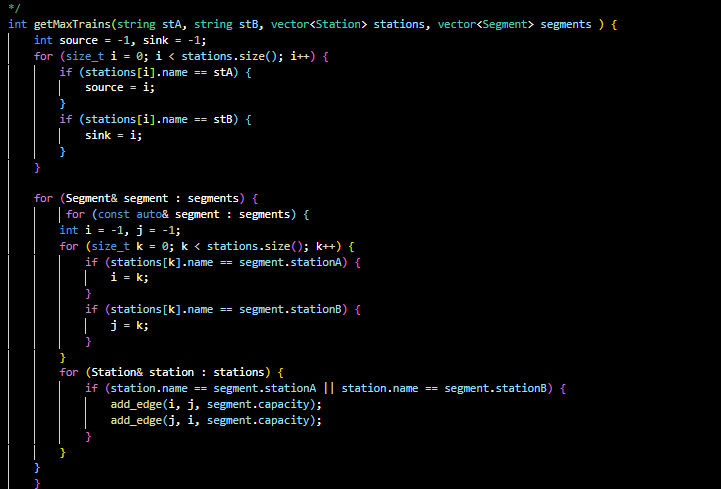 */
int getMaxTrains(string stA, string stB, vector<Station> stations, vector<Segment> segments ) {
    int source = -1, sink = -1;
    for (size_t i = 0; i < stations.size(); i++) {
        if (stations[i].name == stA) {
            source = i;
        }
        if (stations[i].name == stB) {
            sink = i;
        }
    }

    for (Segment& segment : segments) {
         for (const auto& segment : segments) {
        int i = -1, j = -1;
        for (size_t k = 0; k < stations.size(); k++) {
            if (stations[k].name == segment.stationA) {
                i = k;
            }
            if (stations[k].name == segment.stationB) {
                j = k;
            }
        }
        for (Station& station : stations) {
            if (station.name == segment.stationA || station.name == segment.stationB) {
                add_edge(i, j, segment.capacity);
                add_edge(j, i, segment.capacity);
            }
        }
    }
    }